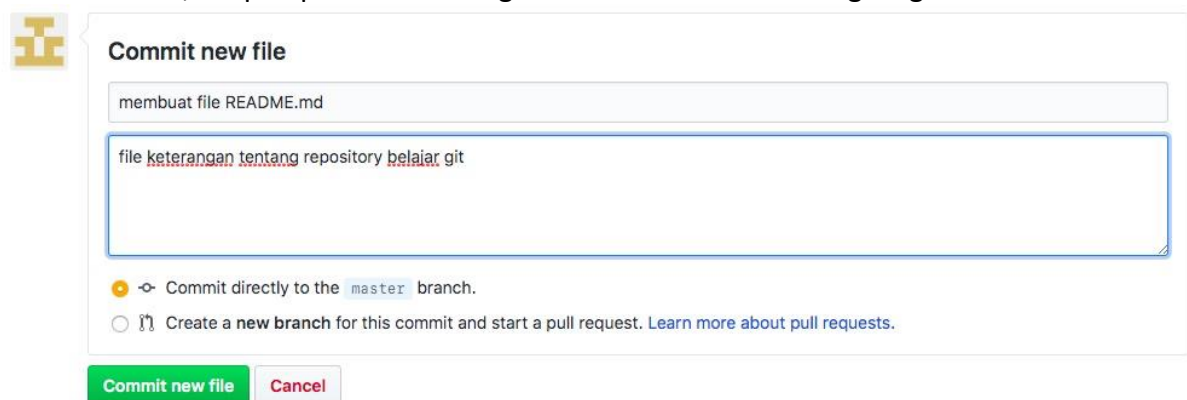 Commit new file
membuat file README.md
file keterangan tentang repository belajar git
Commit directly to the master branch.
Create a new branch for this commit and start a pull request. Learn more about pull requests.
Commit new file Cancel